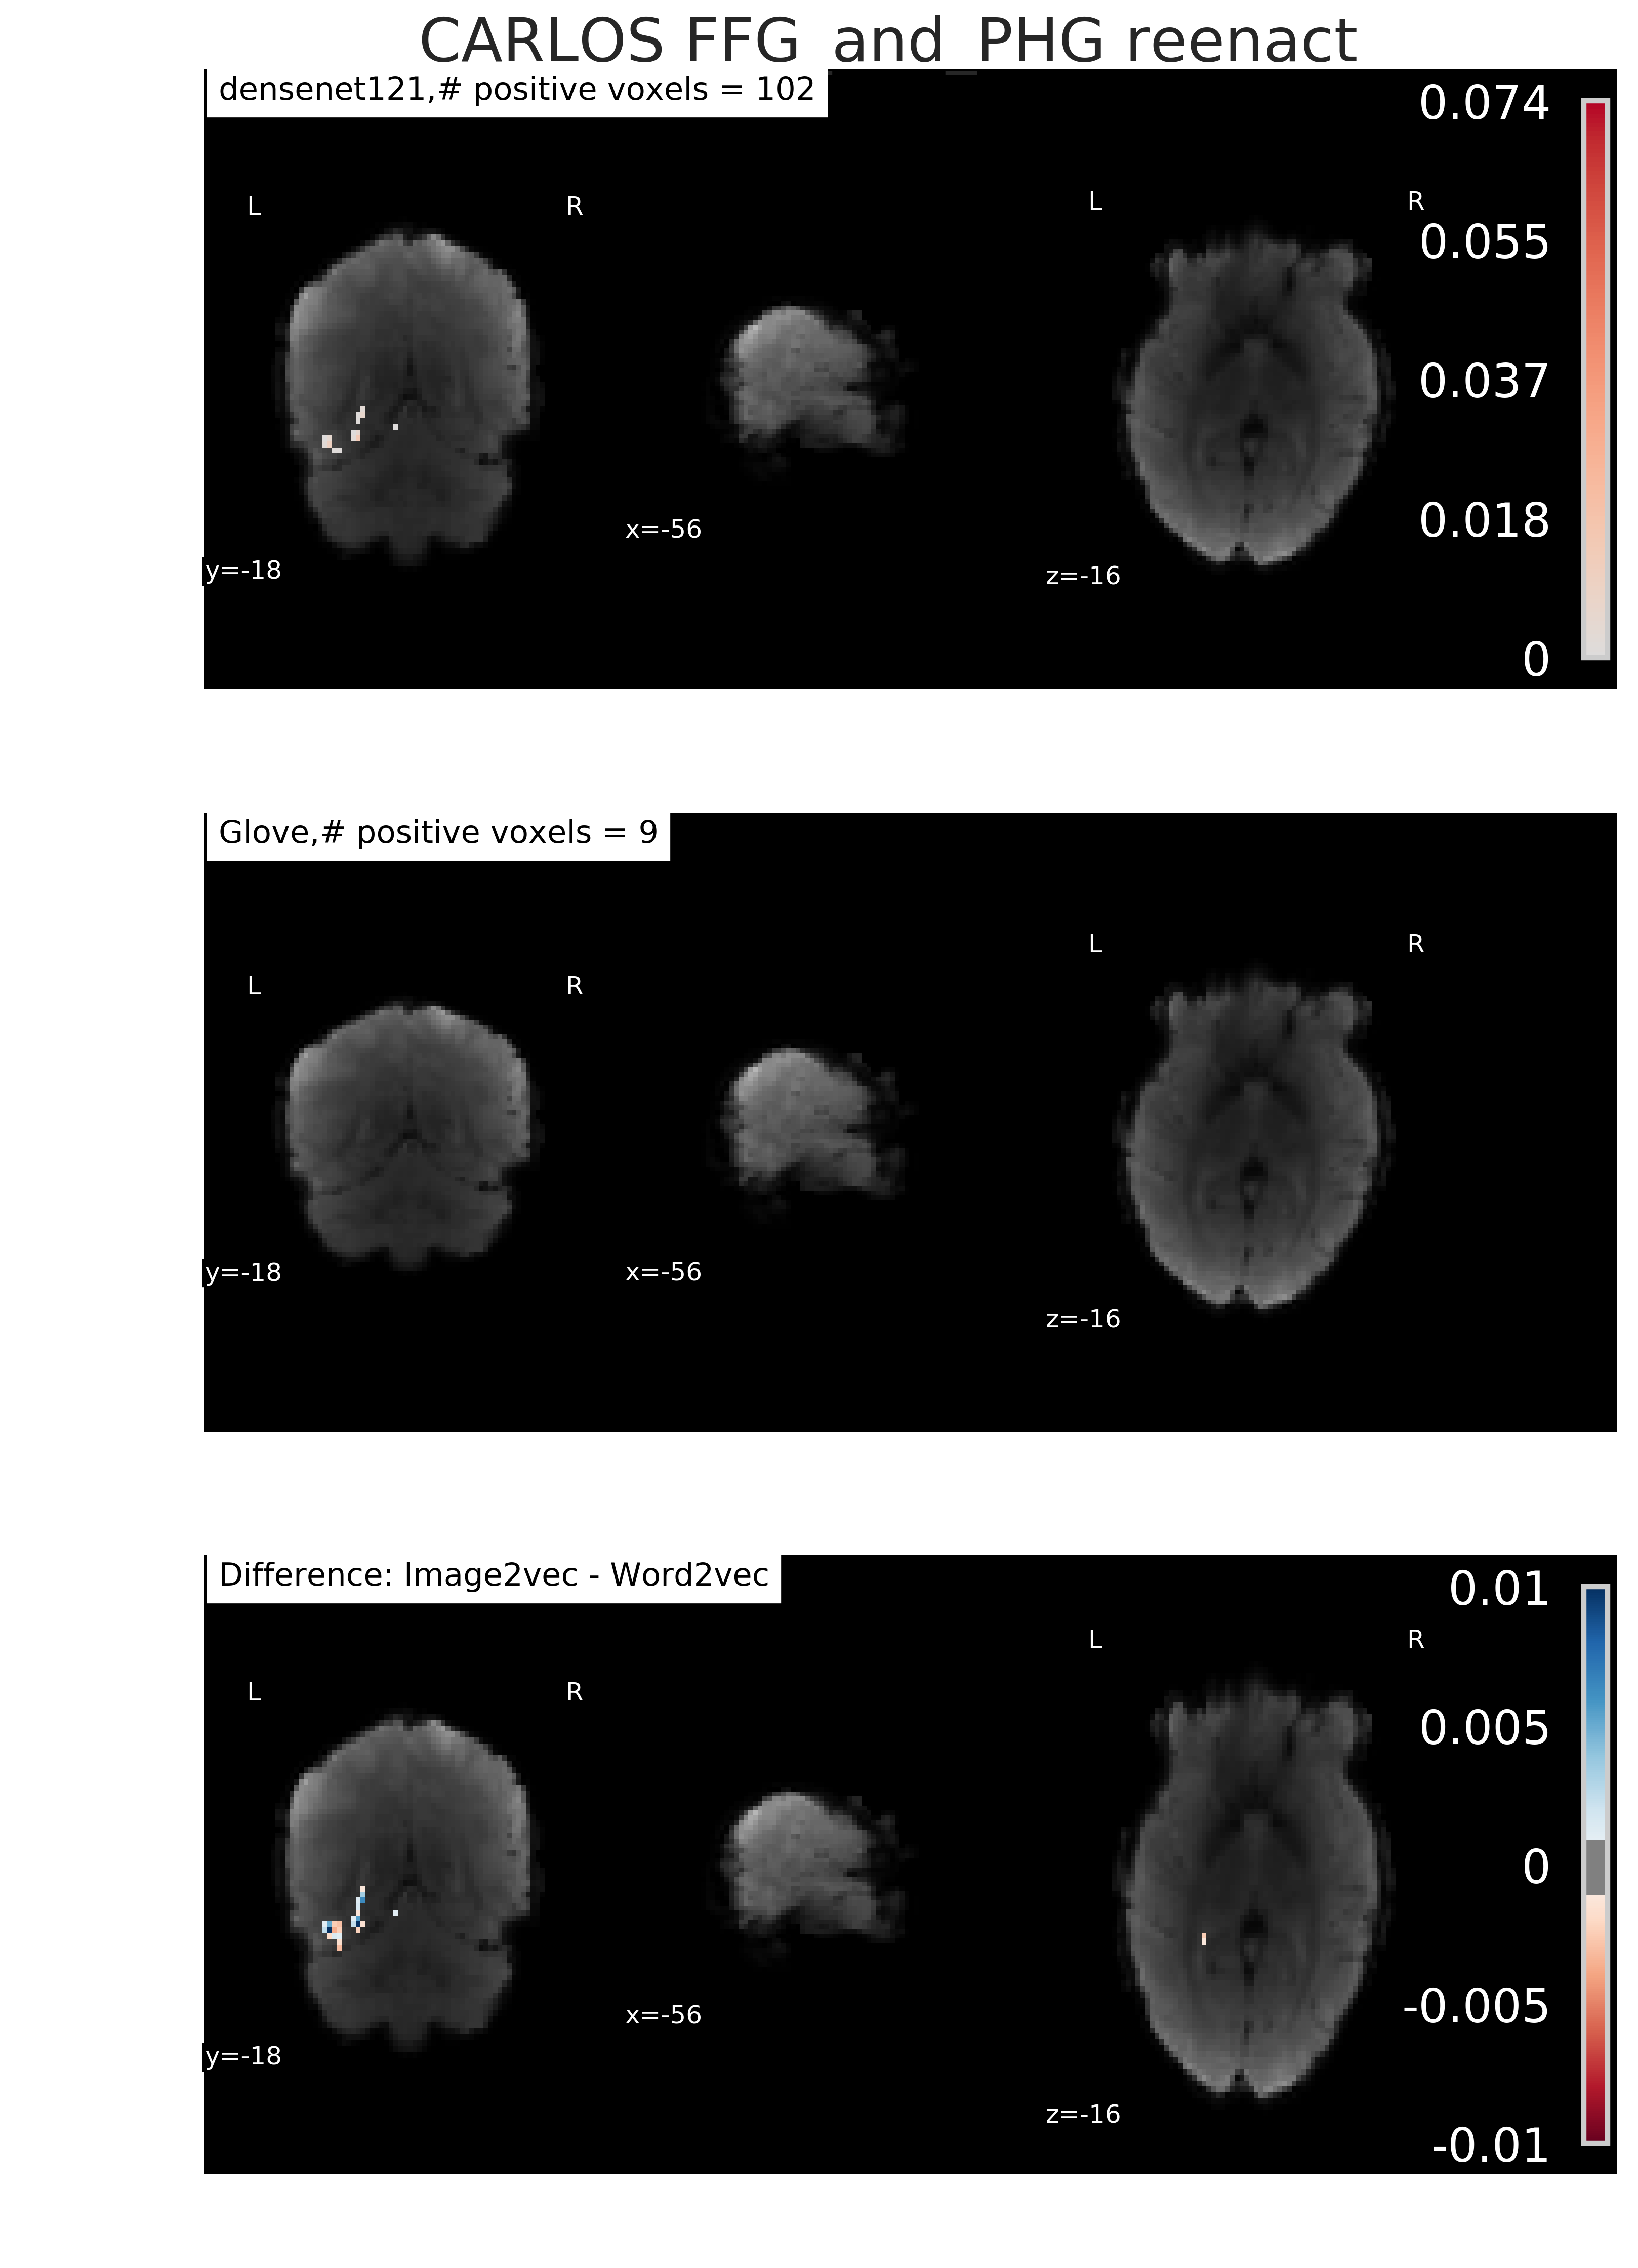 CARLOS FFG_and_PHG reenact
densenet121,# positive voxels = 102
0.074
L R L R
0.055
0.037
0.018
x=-56
y=-18
z=-16
0
Glove,# positive voxels = 9
L R
L R
y=-18
x=-56
z=-16
Difference: Image2vec - Word2vec
0.01
L R
L R
0.005
0
-0.005
x=-56
y=-18
z=-16
-0.01